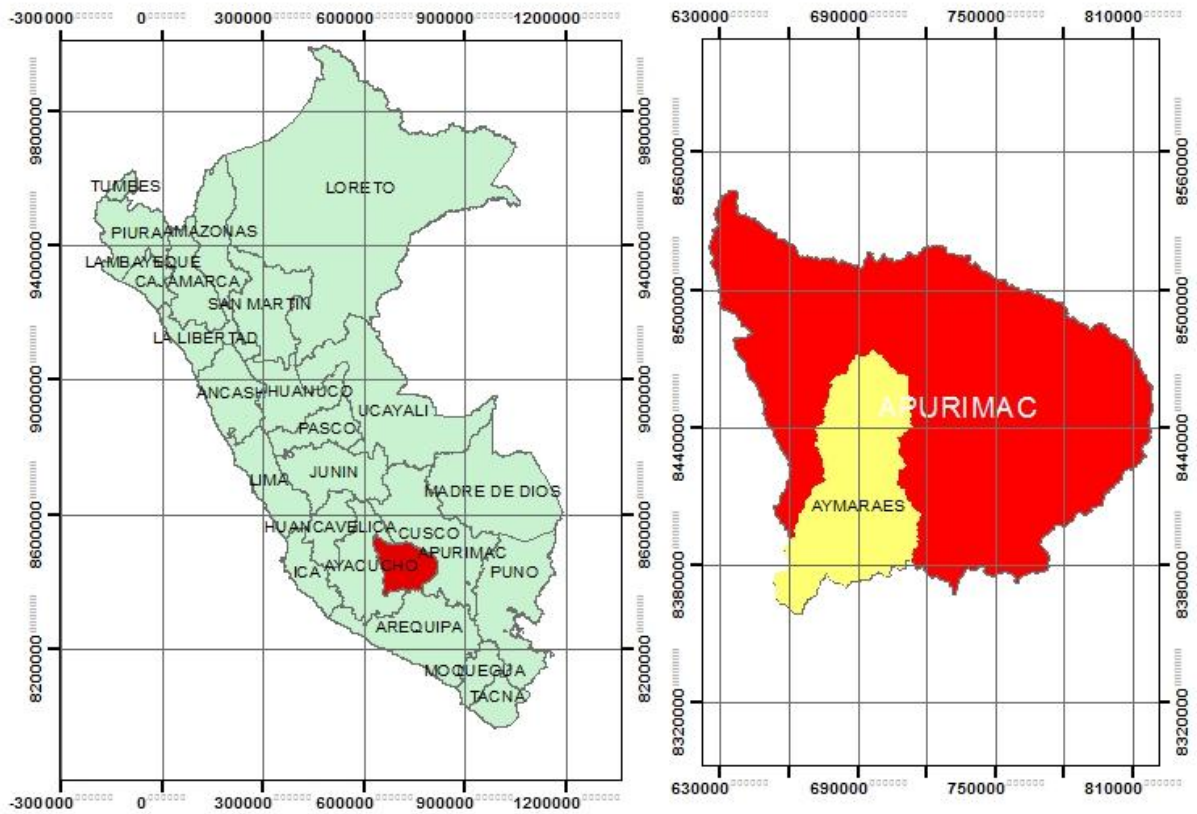 -300000 0 300000 600000 900000 1200000
9800000 9800000
9400000 9400000
9000000 9000000
8600000 8600000
8200000 8200000
TUMBES
LORETO
PIURA AMAZONAS
LAMBAYEQUE
CAJAMARCA
SAN MARTIN
LA LIBERTAD
ANCASH HUANUCO
UCAYALI
PASCO
JUNIN
LIMA
MADRE DE DIOS
HUANCAVELICA
CUSCO
APURIMAC
AYACUCHO
ICA
PUNO
AREQUIPA
MOQUEGUA
TACNA
-300000 0 300000 600000 900000 1200000
630000 690000 750000 810000
8560000 8560000
8500000 8500000
8440000 8440000
8380000 8380000
8320000 8320000
APURIMAC
AYMARAES
630000 690000 750000 810000